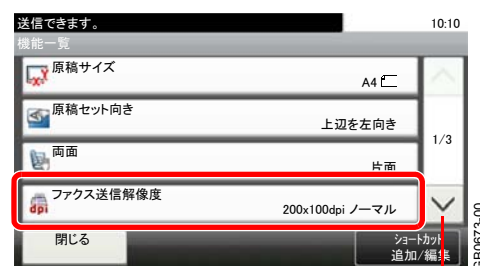 送信できます。 10:10
機能一覧
原稿サイズ
A4
原稿セット向き
上辺を左向き
1/3
両面
片面
ファクス送信解像度
dpi
200x100dpi ノーマル
閉じる
ショートカット
追加/編集
GB0673-00